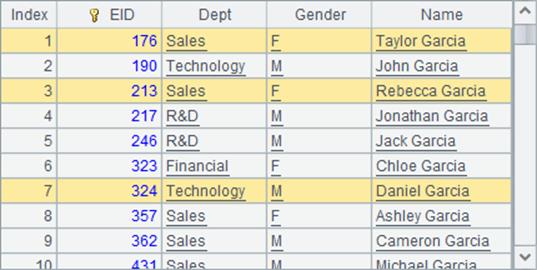 Index EID Dept Gender Name
1 176 Sales F Taylor Garcia
2 190 Technology M John Garcia
3 213 Sales F Rebecca Garcia
4 217 R&D M Jonathan Garcia
5 246 R&D M Jack Garcia
6 323 Financial F Chloe Garcia
7 324 Technology M Daniel Garcia
8 357 Sales F Ashley Garcia
9 362 Sales M Cameron Garcia
10 431 Sales M Michael Garcia